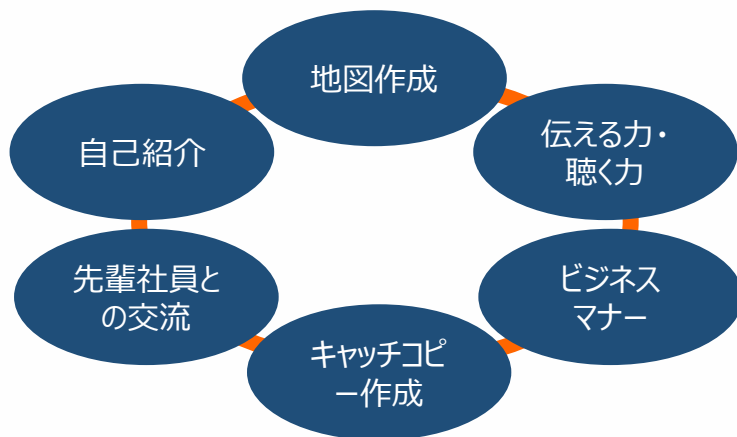 地図作成
自己紹介
伝える力・
聴く力
先輩社員と
の交流
ビジネス
マナー
キャッチコピ
ー作成